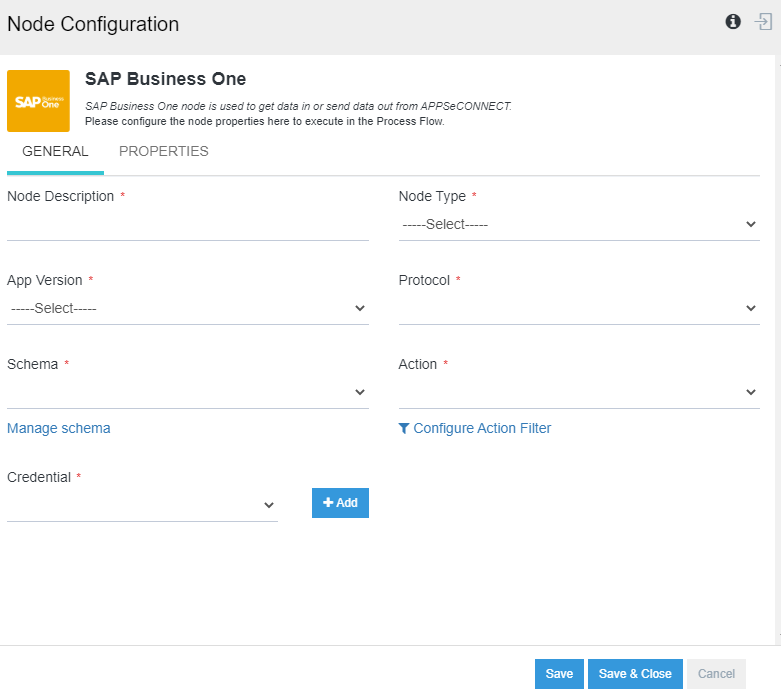 Node Configuration
SAP Business One
SAP Business One
SAP Business One node is used to get data in or send data out from APPSeCONNECT.
Please configure the node properties here to execute in the Process Flow.
GENERAL PROPERTIES
Node Description * Node Type *
-----Select-----
App Version * Protocol *
-----Select-----
Schema * Action *
Manage schema Configure Action Filter
Credential *
+ Add
Save Save & Close Cancel